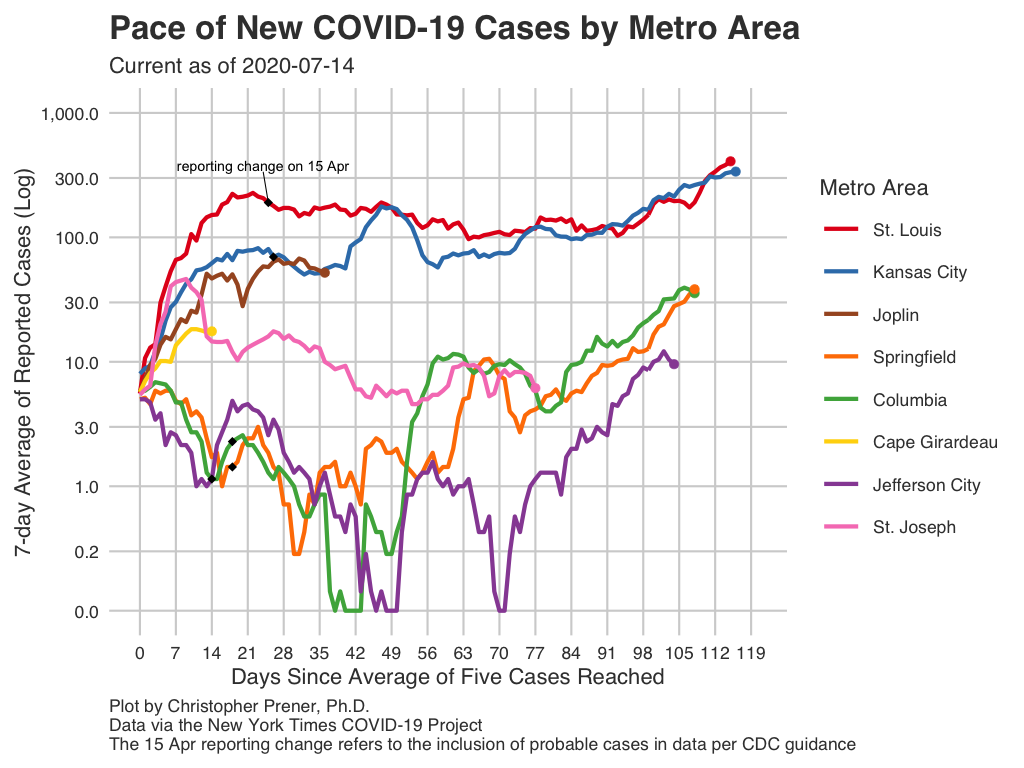 Pace of New COVID-19 Cases by Metro Area
Current as of 2020-07-14
7-day Average of Reported Cases (Log)
1,000.0
300.0
100.0
30.0
10.0
3.0
1.0
0.2
0.0
reporting change on 15 Apr
0 7 14 21 28 35 42 49 56 63 70 77 84 91 98 105 112 119
Days Since Average of Five Cases Reached
Metro Area
St. Louis
Kansas City
Joplin
Springfield
Columbia
Cape Girardeau
Jefferson City
St. Joseph
Plot by Christopher Prener, Ph.D.
Data via the New York Times COVID-19 Project
The 15 Apr reporting change refers to the inclusion of probable cases in data per CDC guidance